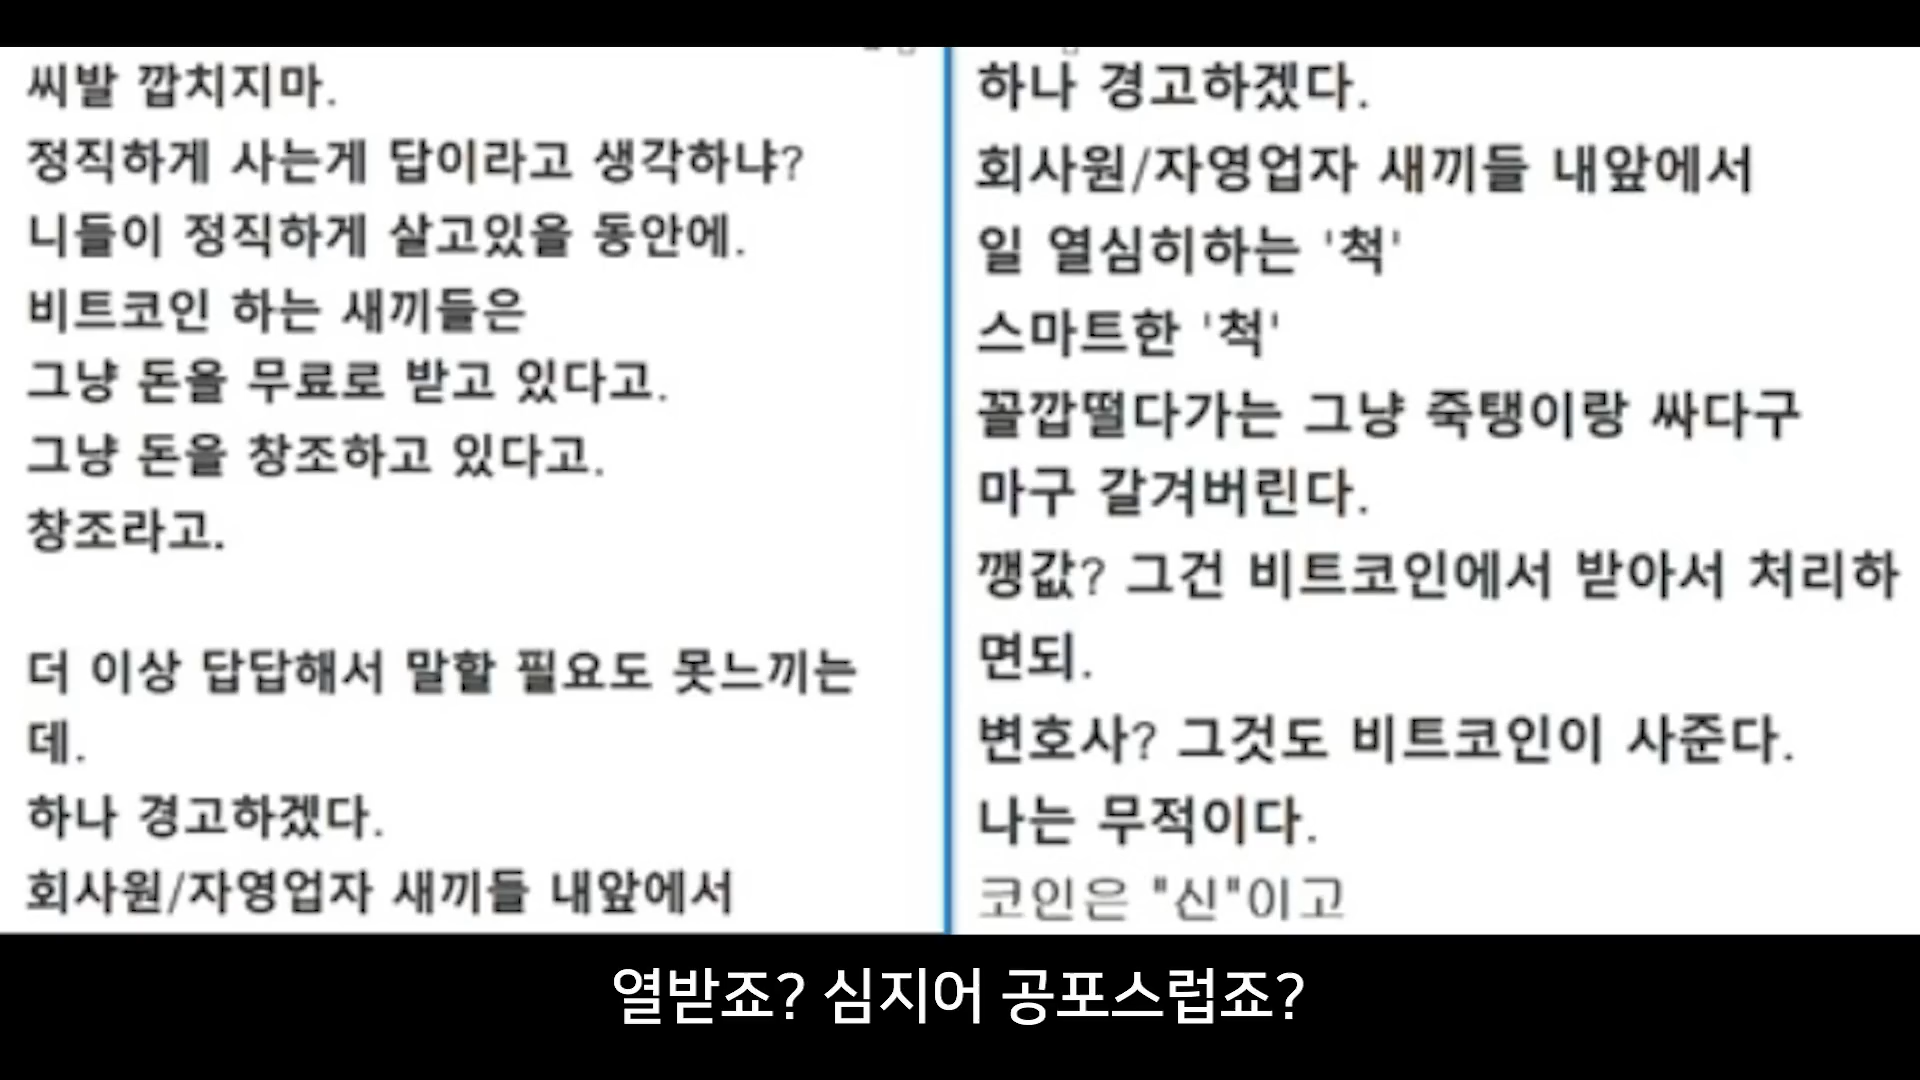 씨발 깝치지마.
정직하게 사는게 답이라고 생각하냐?
니들이 정직하게 살고있을 동안에.
비트코인 하는 새끼들은
그냥 돈을 무료로 받고 있다고.
그냥 돈을 창조하고 있다고.
창조라고.
더 이상 답답해서 말할 필요도 못느끼는
데.
하나 경고하겠다.
회사원/자영업자 새끼들 내앞에서
하나 경고하겠다.
회사원/자영업자 새끼들 내앞에서
일 열심히하는 '척'
스마트한 '척'
꼴깝떨다가는 그냥 죽탱이랑 싸다구
마구 갈겨버린다.
깽값? 그건 비트코인에서 받아서 처리하
면되.
변호사? 그것도 비트코인이 사준다.
나는 무적이다.
코인은 "신"이고
열받죠? 심지어 공포스럽죠?